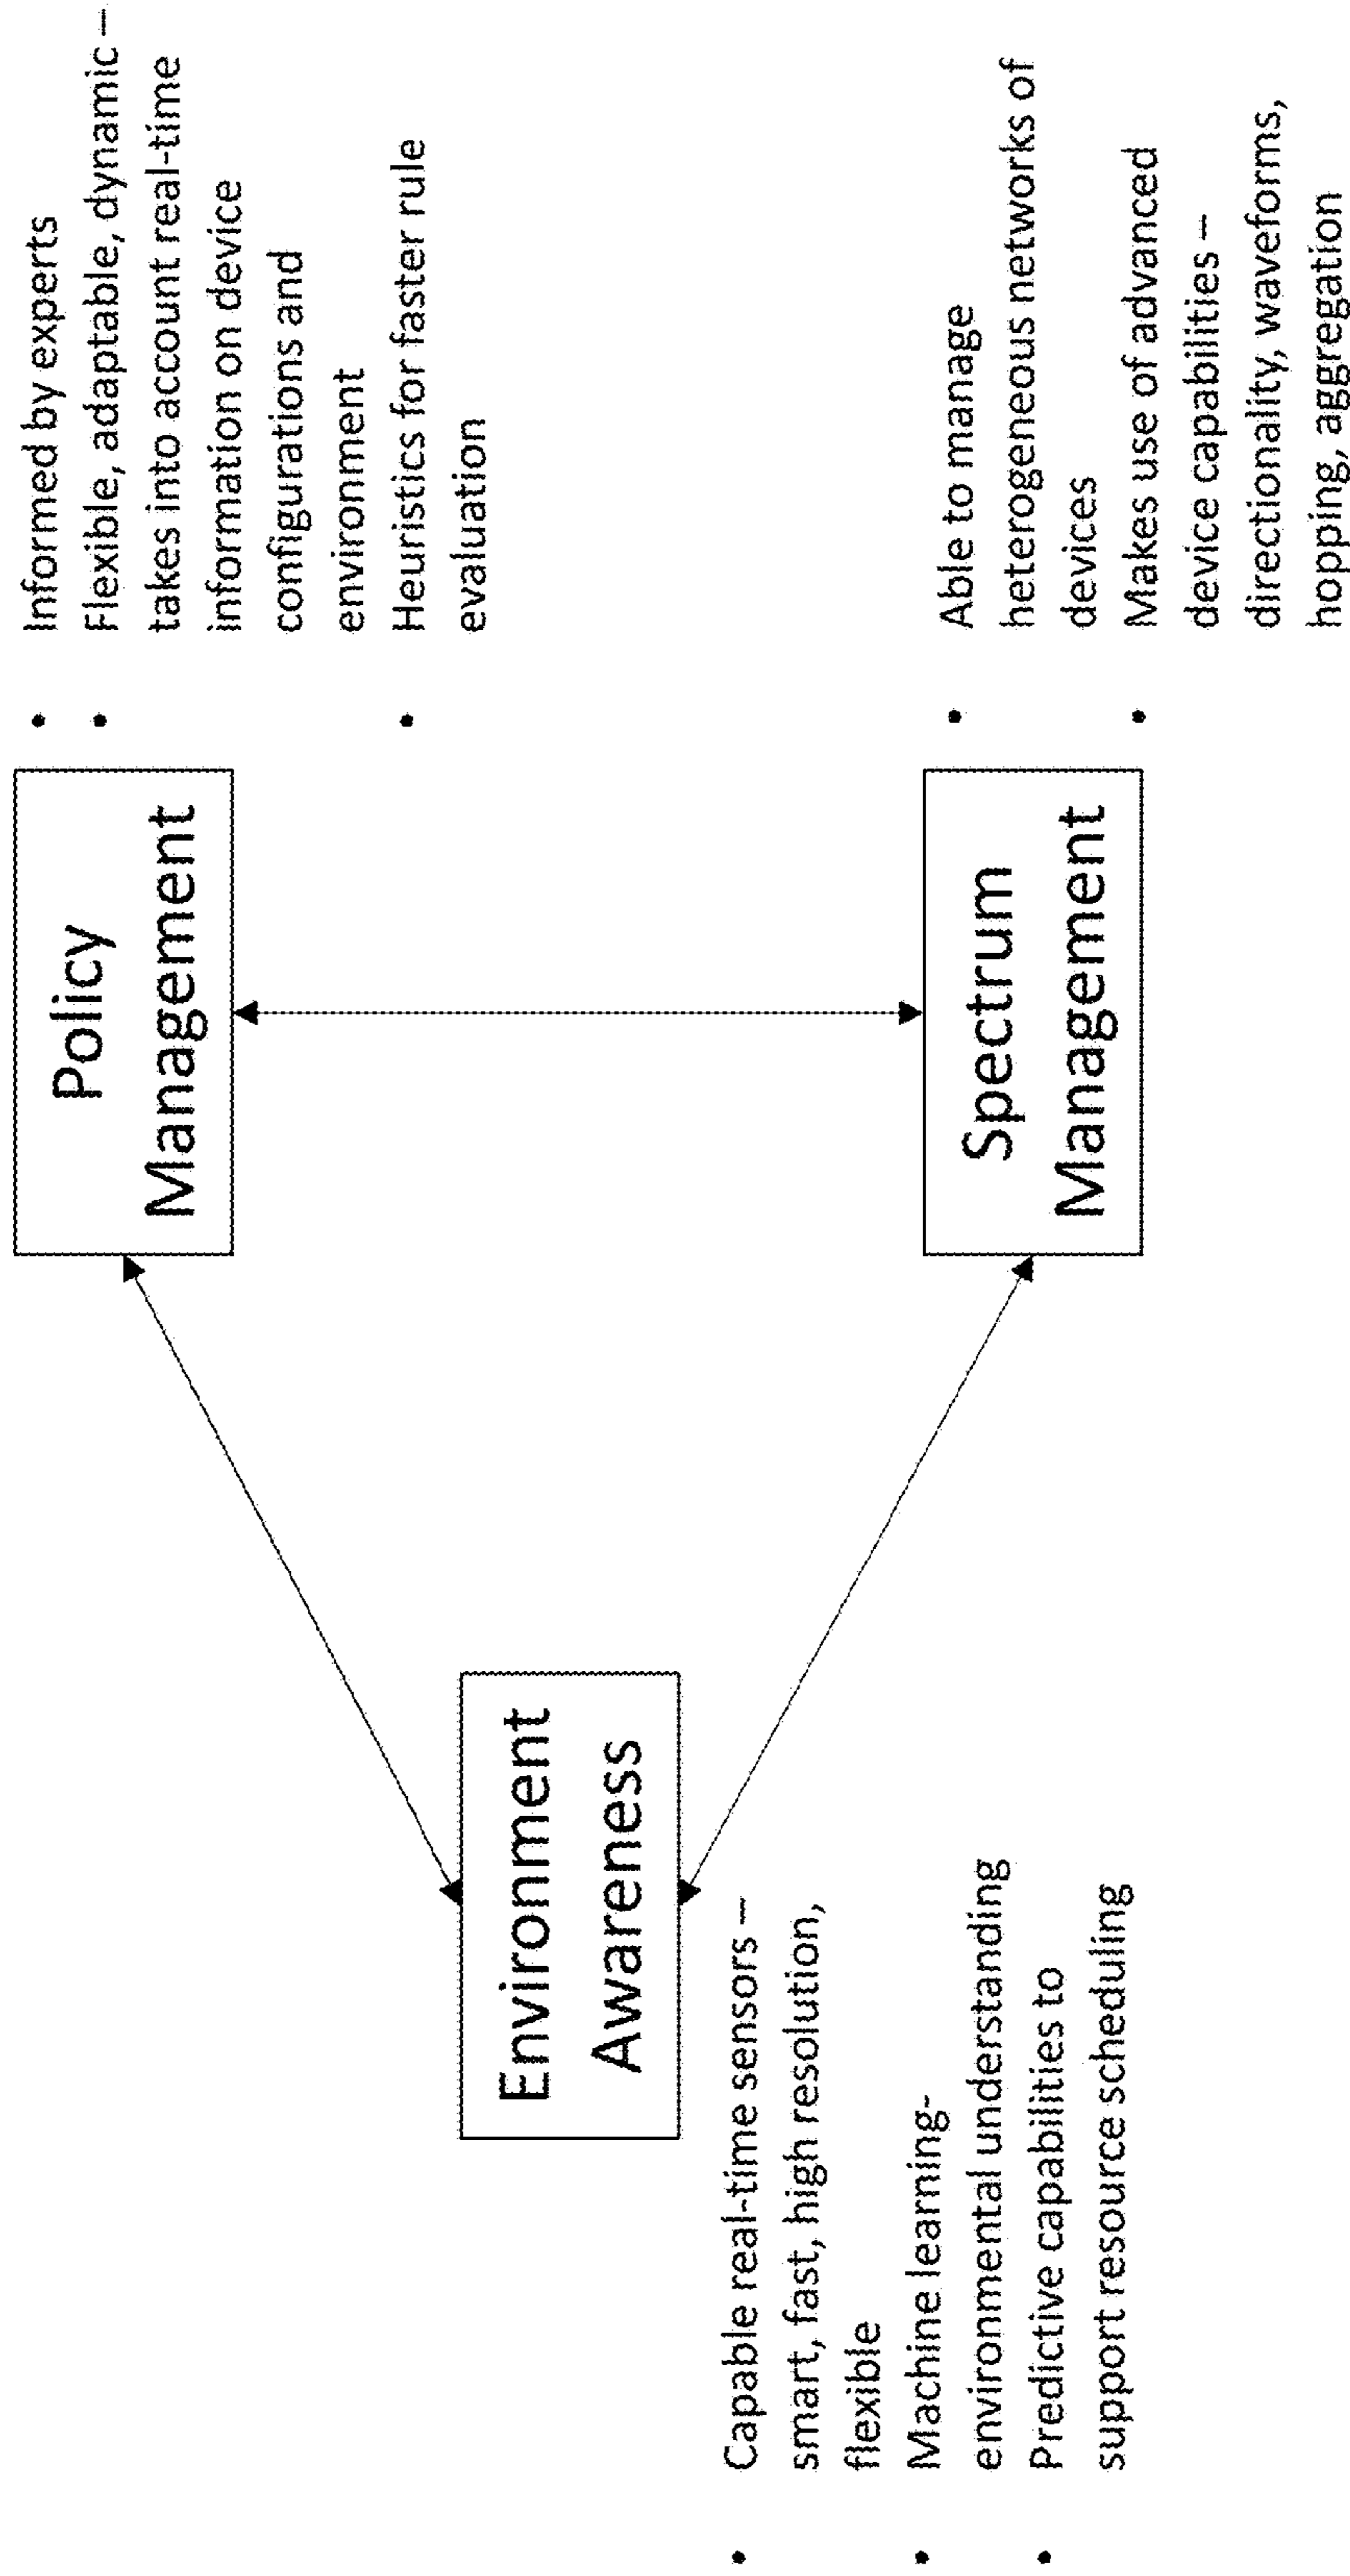 Policy
Management
• Informed by experts
• Flexible, adaptable, dynamic –
takes into account real-time
information on device
configurations and
environment
• Heuristics for faster rule
evaluation
Environment
Awareness
• Capable real-time sensors –
smart, fast, high resolution,
flexible
• Machine learning-
environmental understanding
• Predictive capabilities to
support resource scheduling
Spectrum
Management
• Able to manage
heterogeneous networks of
devices
• Makes use of advanced
device capabilities –
directionality, waveforms,
hopping, aggregation